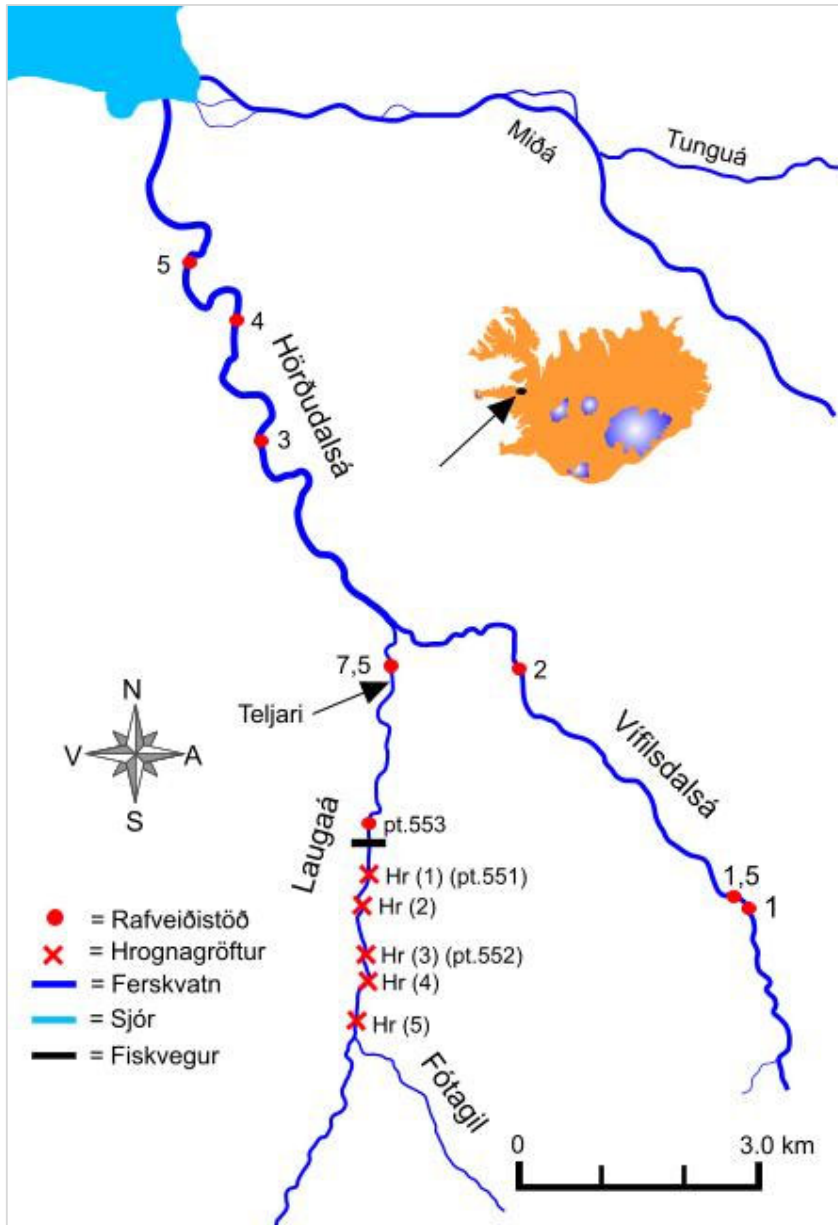 Miðá
Tunguá
5
4
Hörðudalsá
3
7,5
2
Teljari
N
V
A
S
Vífilsdalsá
Laugaá
pt.553
1,5
1
Hr (1) (pt.551)
Hr (2)
Hr (3) (pt.552)
Hr (4)
Hr (5)
= Rafveiðistöð
= Hrognagröftur
= Ferskvatn
= Sjór
= Fiskvegur
Fótagil
0 3.0 km